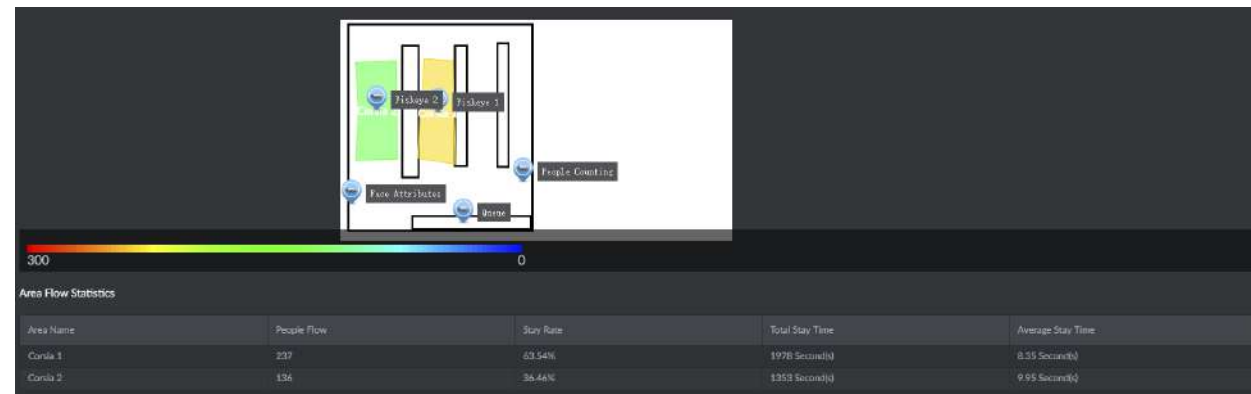 Fisheye 2
Fisheye 1
People Counting
Face Attributes
Queue
300 0
Area Flow Statistics
Area Name People Flow Stay Rate Total Stay Time Average Stay Time
Corsia 1 237 63.54% 1978 Second(s) 8.35 Second(s)
Corsia 2 136 36.46% 1353 Second(s) 9.95 Second(s)